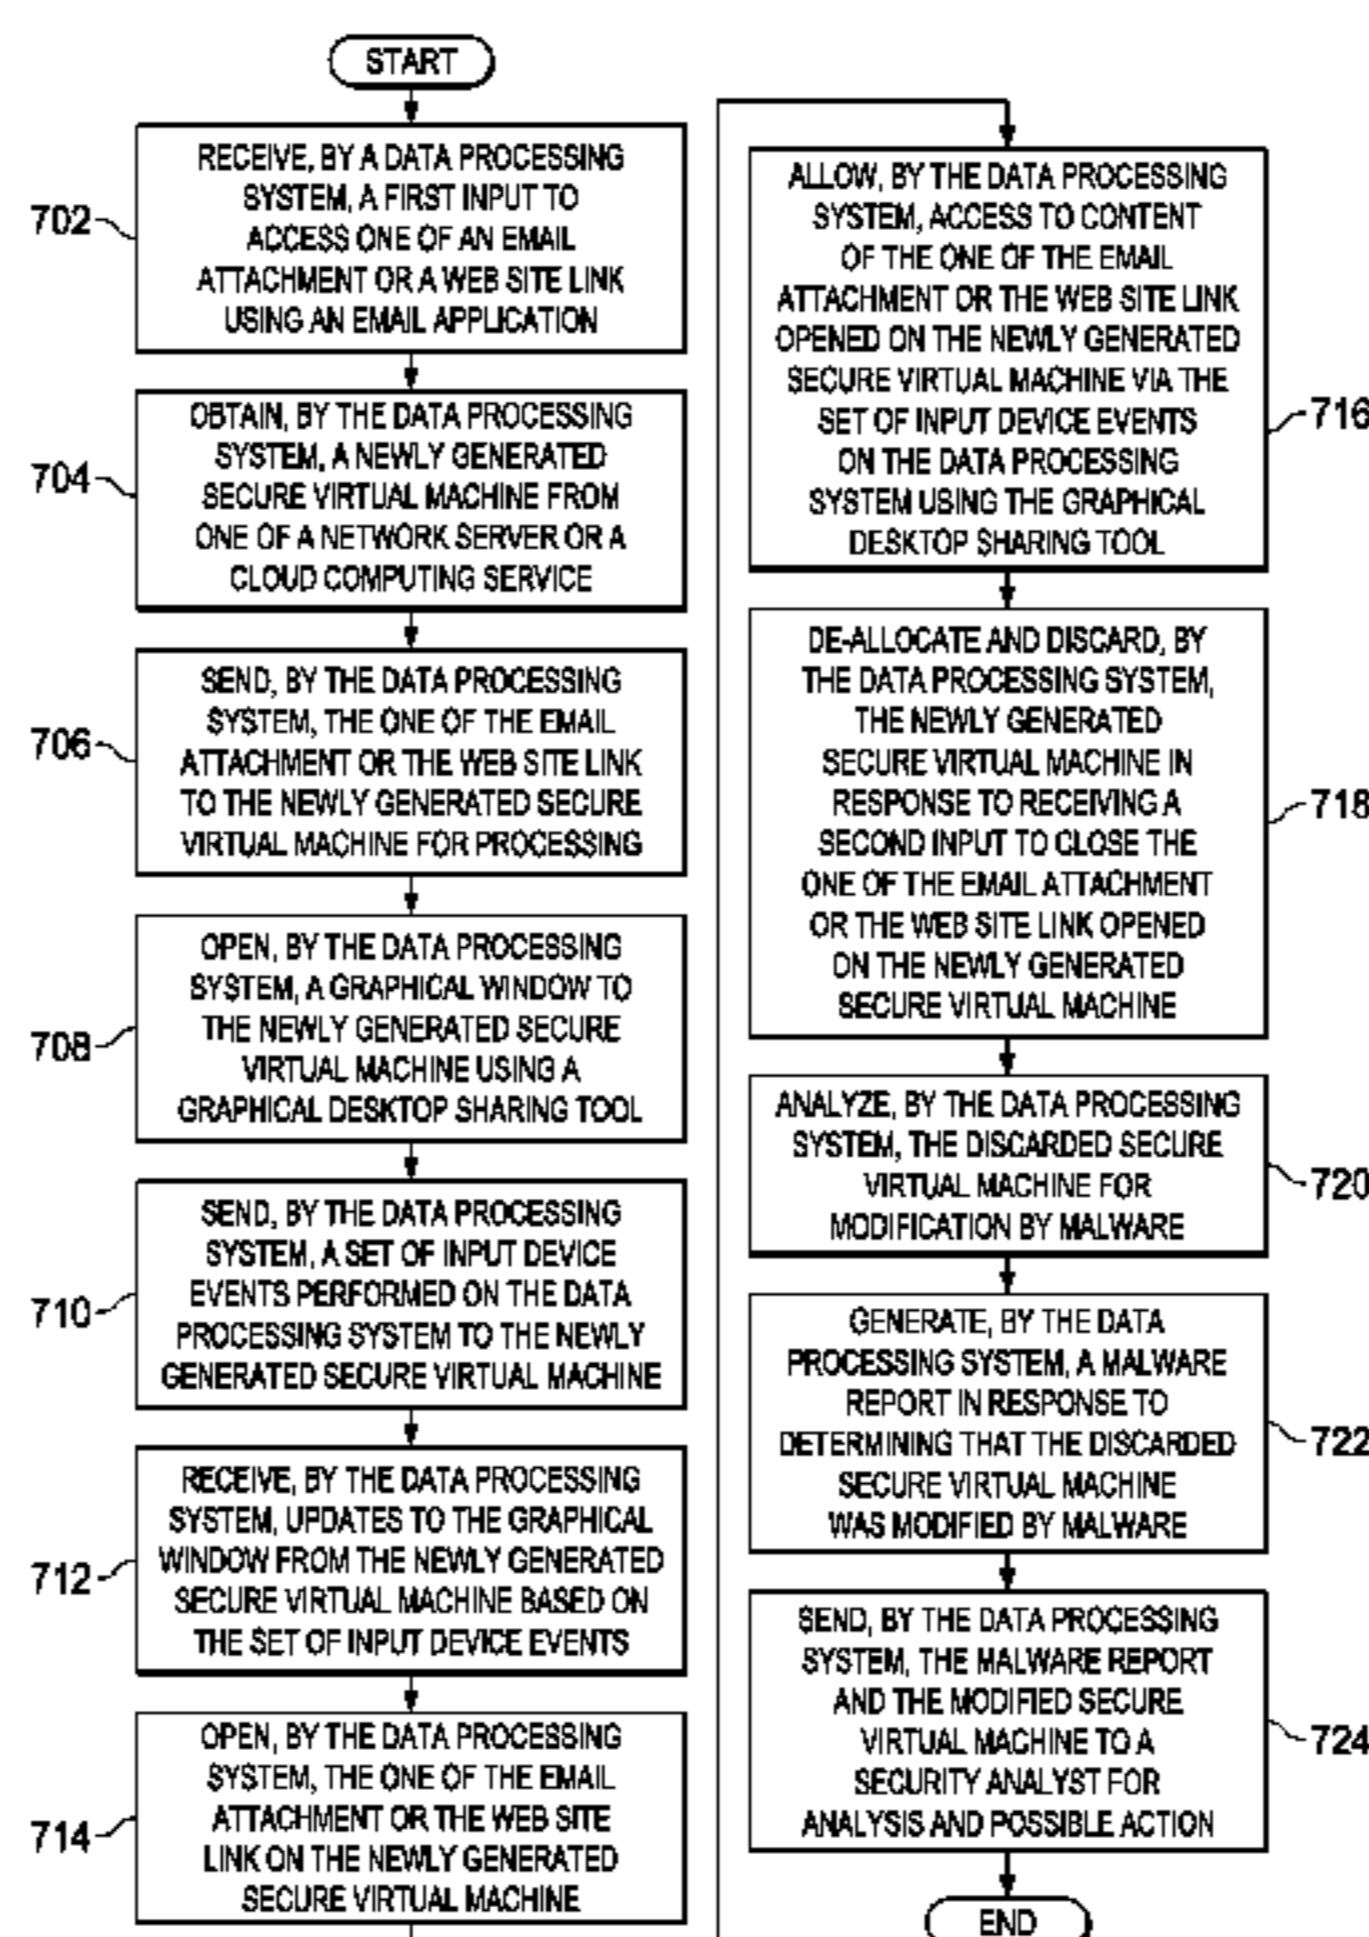 START
702
RECEIVE, BY A DATA PROCESSING
SYSTEM, A FIRST INPUT TO
ACCESS ONE OF AN EMAIL
ATTACHMENT OR A WEB SITE LINK
USING AN EMAIL APPLICATION
704
OBTAIN, BY THE DATA PROCESSING
SYSTEM, A NEWLY GENERATED
SECURE VIRTUAL MACHINE FROM
ONE OF A NETWORK SERVER OR A
CLOUD COMPUTING SERVICE
706
SEND, BY THE DATA PROCESSING
SYSTEM, THE ONE OF THE EMAIL
ATTACHMENT OR THE WEB SITE LINK
TO THE NEWLY GENERATED SECURE
VIRTUAL MACHINE FOR PROCESSING
708
OPEN, BY THE DATA PROCESSING
SYSTEM, A GRAPHICAL WINDOW TO
THE NEWLY GENERATED SECURE
VIRTUAL MACHINE USING A
GRAPHICAL DESKTOP SHARING TOOL
710
SEND, BY THE DATA PROCESSING
SYSTEM, A SET OF INPUT DEVICE
EVENTS PERFORMED ON THE DATA
PROCESSING SYSTEM TO THE NEWLY
GENERATED SECURE VIRTUAL MACHINE
712
RECEIVE, BY THE DATA PROCESSING
SYSTEM, UPDATES TO THE GRAPHICAL
WINDOW FROM THE NEWLY GENERATED
SECURE VIRTUAL MACHINE BASED ON
THE SET OF INPUT DEVICE EVENTS
714
OPEN, BY THE DATA PROCESSING
SYSTEM, THE ONE OF THE EMAIL
ATTACHMENT OR THE WEB SITE
LINK ON THE NEWLY GENERATED
SECURE VIRTUAL MACHINE
ALLOW, BY THE DATA PROCESSING
SYSTEM, ACCESS TO CONTENT
OF THE ONE OF THE EMAIL
ATTACHMENT OR THE WEB SITE LINK
OPENED ON THE NEWLY GENERATED
SECURE VIRTUAL MACHINE VIA THE
SET OF INPUT DEVICE EVENTS
ON THE DATA PROCESSING
SYSTEM USING THE GRAPHICAL
DESKTOP SHARING TOOL
716
DE-ALLOCATE AND DISCARD, BY
THE DATA PROCESSING SYSTEM,
THE NEWLY GENERATED
SECURE VIRTUAL MACHINE IN
RESPONSE TO RECEIVING A
SECOND INPUT TO CLOSE THE
ONE OF THE EMAIL ATTACHMENT
OR THE WEB SITE LINK OPENED
ON THE NEWLY GENERATED
SECURE VIRTUAL MACHINE
718
ANALYZE, BY THE DATA PROCESSING
SYSTEM, THE DISCARDED SECURE
VIRTUAL MACHINE FOR
MODIFICATION BY MALWARE
720
GENERATE, BY THE DATA
PROCESSING SYSTEM, A MALWARE
REPORT IN RESPONSE TO
DETERMINING THAT THE DISCARDED
SECURE VIRTUAL MACHINE
WAS MODIFIED BY MALWARE
722
SEND, BY THE DATA PROCESSING
SYSTEM, THE MALWARE REPORT
AND THE MODIFIED SECURE
VIRTUAL MACHINE TO A
SECURITY ANALYST FOR
ANALYSIS AND POSSIBLE ACTION
724
END